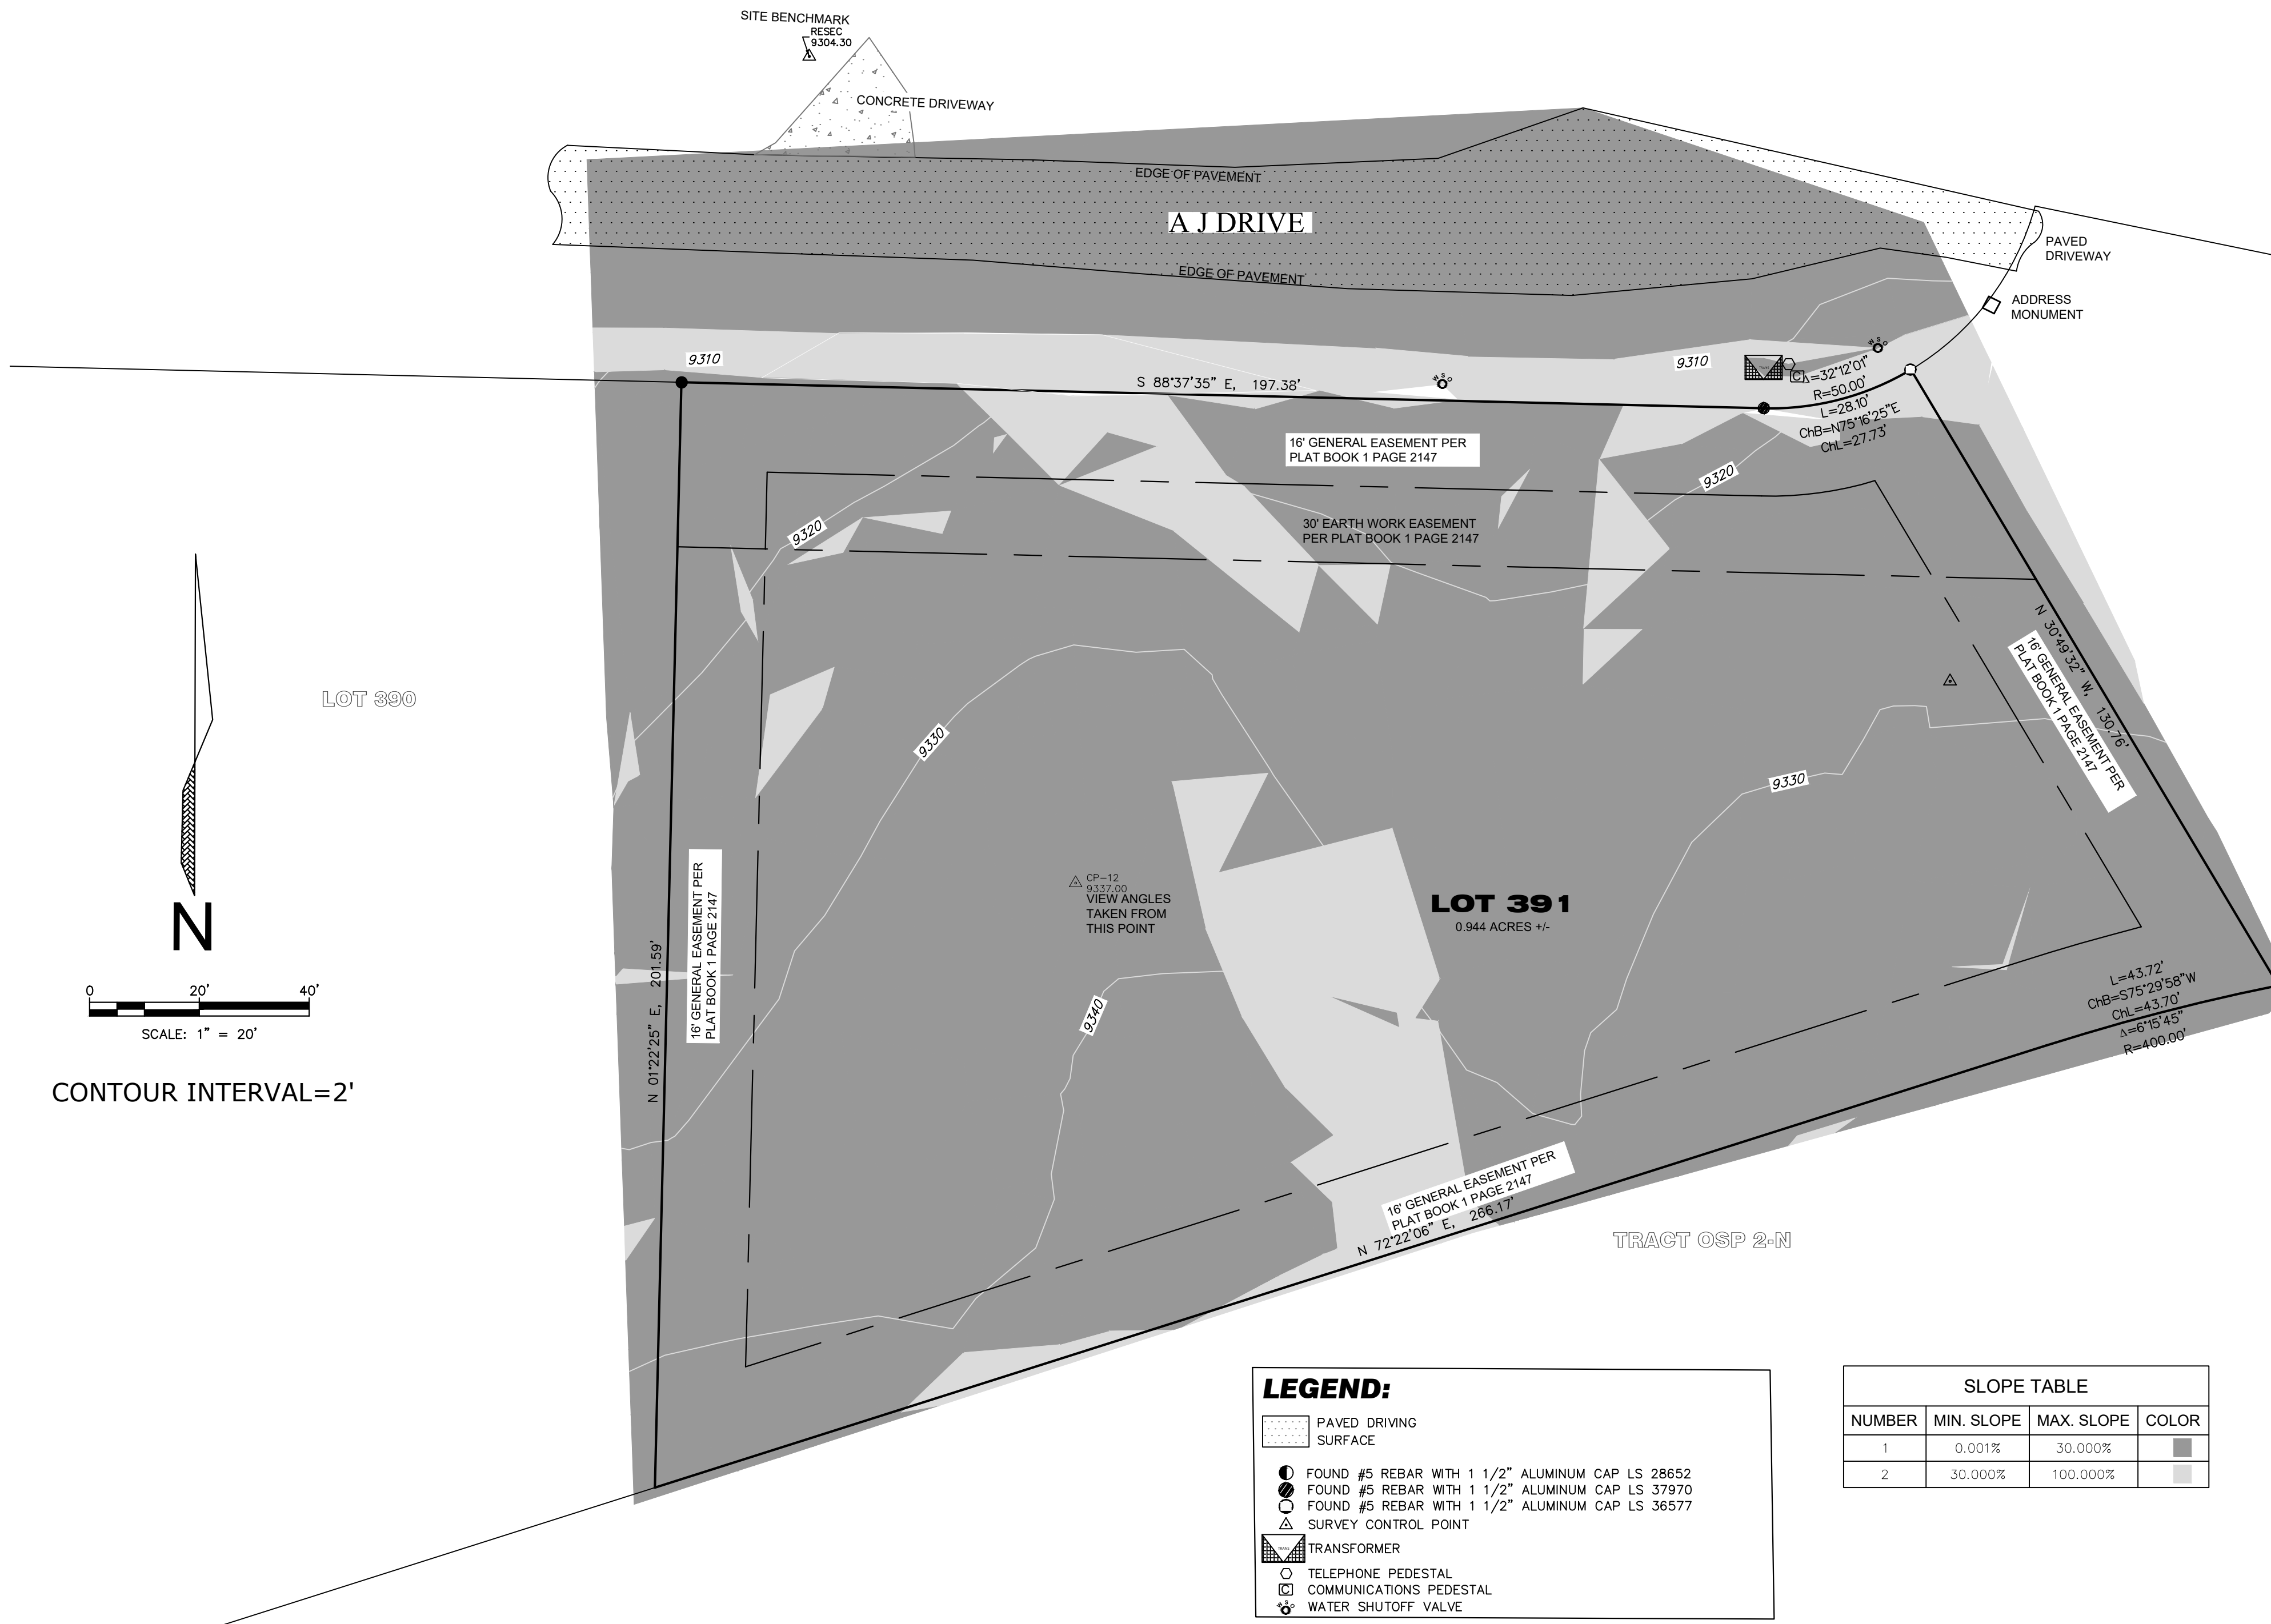 SITE BENCHMARK
RESEC
9304.30
CONCRETE DRIVEWAY
EDGE OF PAVEMENT
A J DRIVE
EDGE OF PAVEMENT
PAVED
DRIVEWAY
ADDRESS
MONUMENT
9310
S 88°37'35" E, 197.38'
WSO
9310
WSO
C
Δ=32°12'01"
R=50.00'
L=28.10'
ChB=N75°16'25"E
ChL=27.73'
16' GENERAL EASEMENT PER
PLAT BOOK 1 PAGE 2147
9320
9320
30' EARTH WORK EASEMENT
PER PLAT BOOK 1 PAGE 2147
N 30°49'32" W, 130.76'
16' GENERAL EASEMENT PER
PLAT BOOK 1 PAGE 2147
LOT 390
9330
9330
CP-12
9337.00
VIEW ANGLES
TAKEN FROM
THIS POINT
LOT 391
0.944 ACRES +/-
N 01°22'25" E, 201.59'
16' GENERAL EASEMENT PER
PLAT BOOK 1 PAGE 2147
9340
L=43.72'
ChB=S75°29'58"W
ChL=43.70'
Δ=6°15'45"
R=400.00'
N
0 20' 40'
SCALE: 1" = 20'
CONTOUR INTERVAL=2'
16' GENERAL EASEMENT PER
PLAT BOOK 1 PAGE 2147
N 72°22'06" E, 266.17'
TRACT OSP 2-N
LEGEND:
PAVED DRIVING
SURFACE
FOUND #5 REBAR WITH 1 1/2" ALUMINUM CAP LS 28652
FOUND #5 REBAR WITH 1 1/2" ALUMINUM CAP LS 37970
FOUND #5 REBAR WITH 1 1/2" ALUMINUM CAP LS 36577
SURVEY CONTROL POINT
TRANS
TRANSFORMER
TELEPHONE PEDESTAL
C COMMUNICATIONS PEDESTAL
WSO WATER SHUTOFF VALVE
SLOPE TABLE
NUMBER MIN. SLOPE MAX. SLOPE COLOR
1 0.001% 30.000%
2 30.000% 100.000%